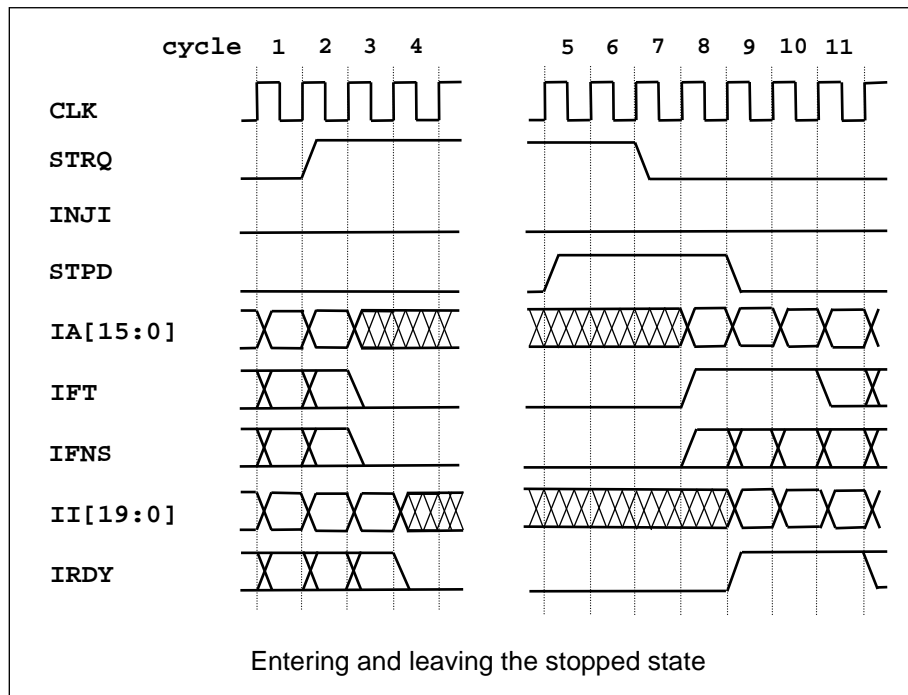 cycle 1 2 3 4 5 6 7 8 9 10 11
CLK
STRQ
INJI
STPD
IA[15:0]
IFT
IFNS
II[19:0]
IRDY
Entering and leaving the stopped state